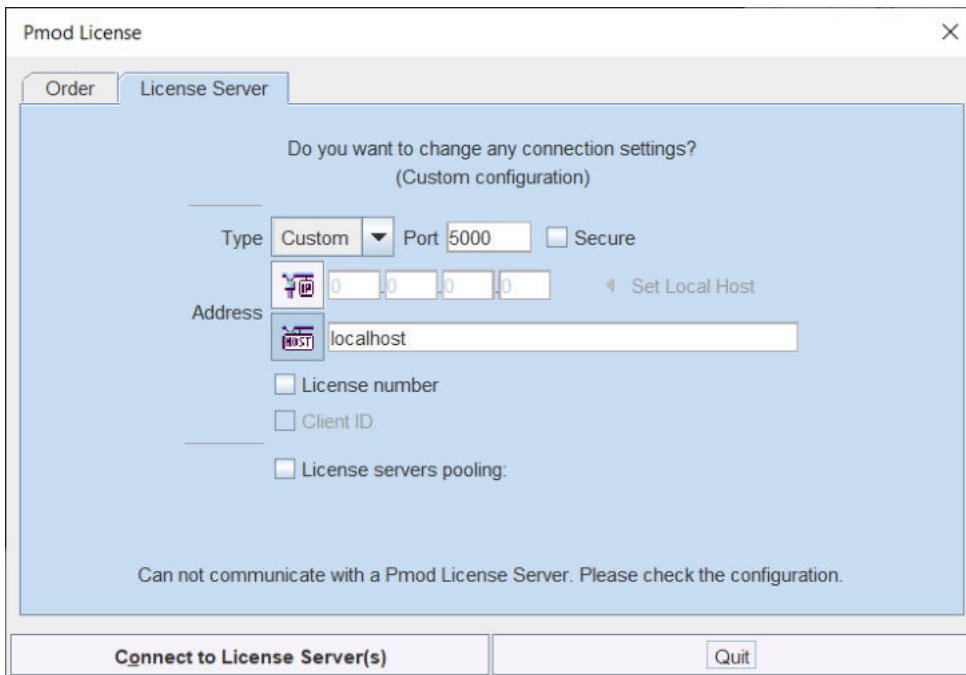 Pmod License
Order License Server
Do you want to change any connection settings?
(Custom configuration)
Type Custom Port 5000 Secure
IP 0 .0 .0 .0 Set Local Host
Address
HOST localhost
License number
Client ID
License servers pooling:
Can not communicate with a Pmod License Server. Please check the configuration.
Connect to License Server(s) Quit